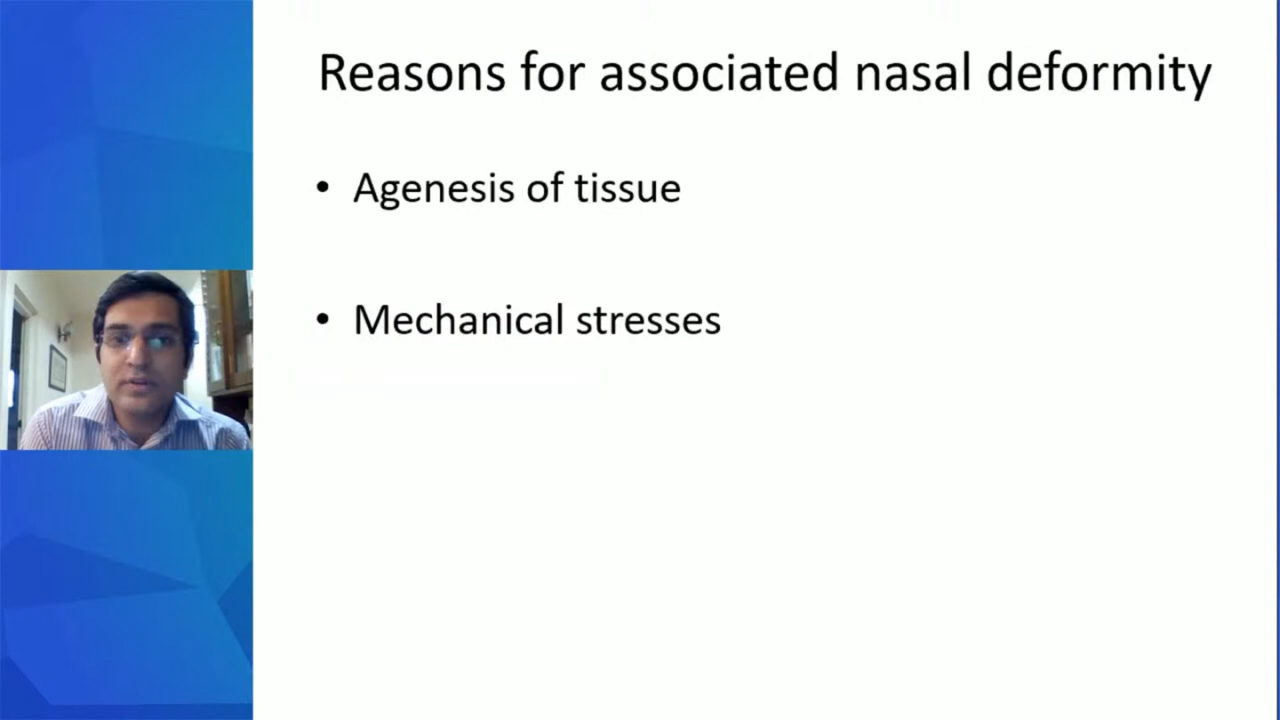 Reasons for associated nasal deformity
• Agenesis of tissue
• Mechanical stresses